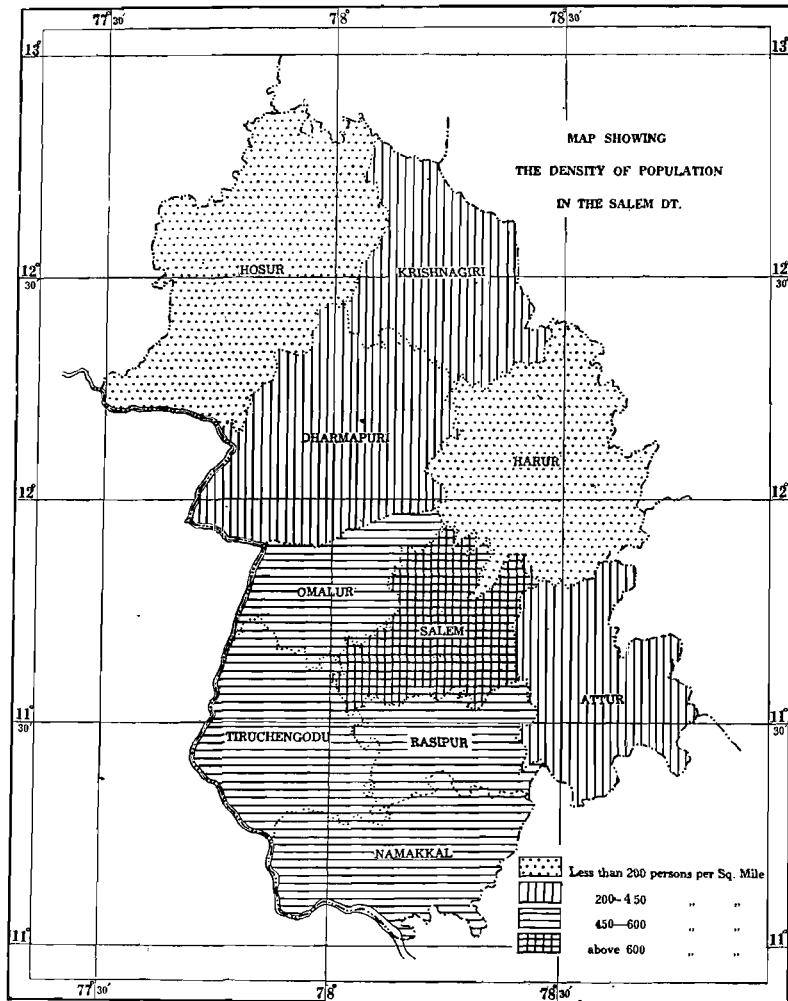 77° 30' 78° 78° 30'
13° 13°
MAP SHOWING
THE DENSITY OF POPULATION
IN THE SALEM DT.
HOSUR KRISHNAGIRI
12° 30 12° 30'
DHARMAPURI
HARUR
12° 12°
OMALUR
SALEM
ATTUR
11° 30 11° 30'
TIRUCHENGODU RASIPUR
NAMAKKAL
Less than 200 persons per Sq. Mile
200-450 „ „
450—600 „ „
above 600 „ „
11° 11°
77° 30' 78° 78° 30'